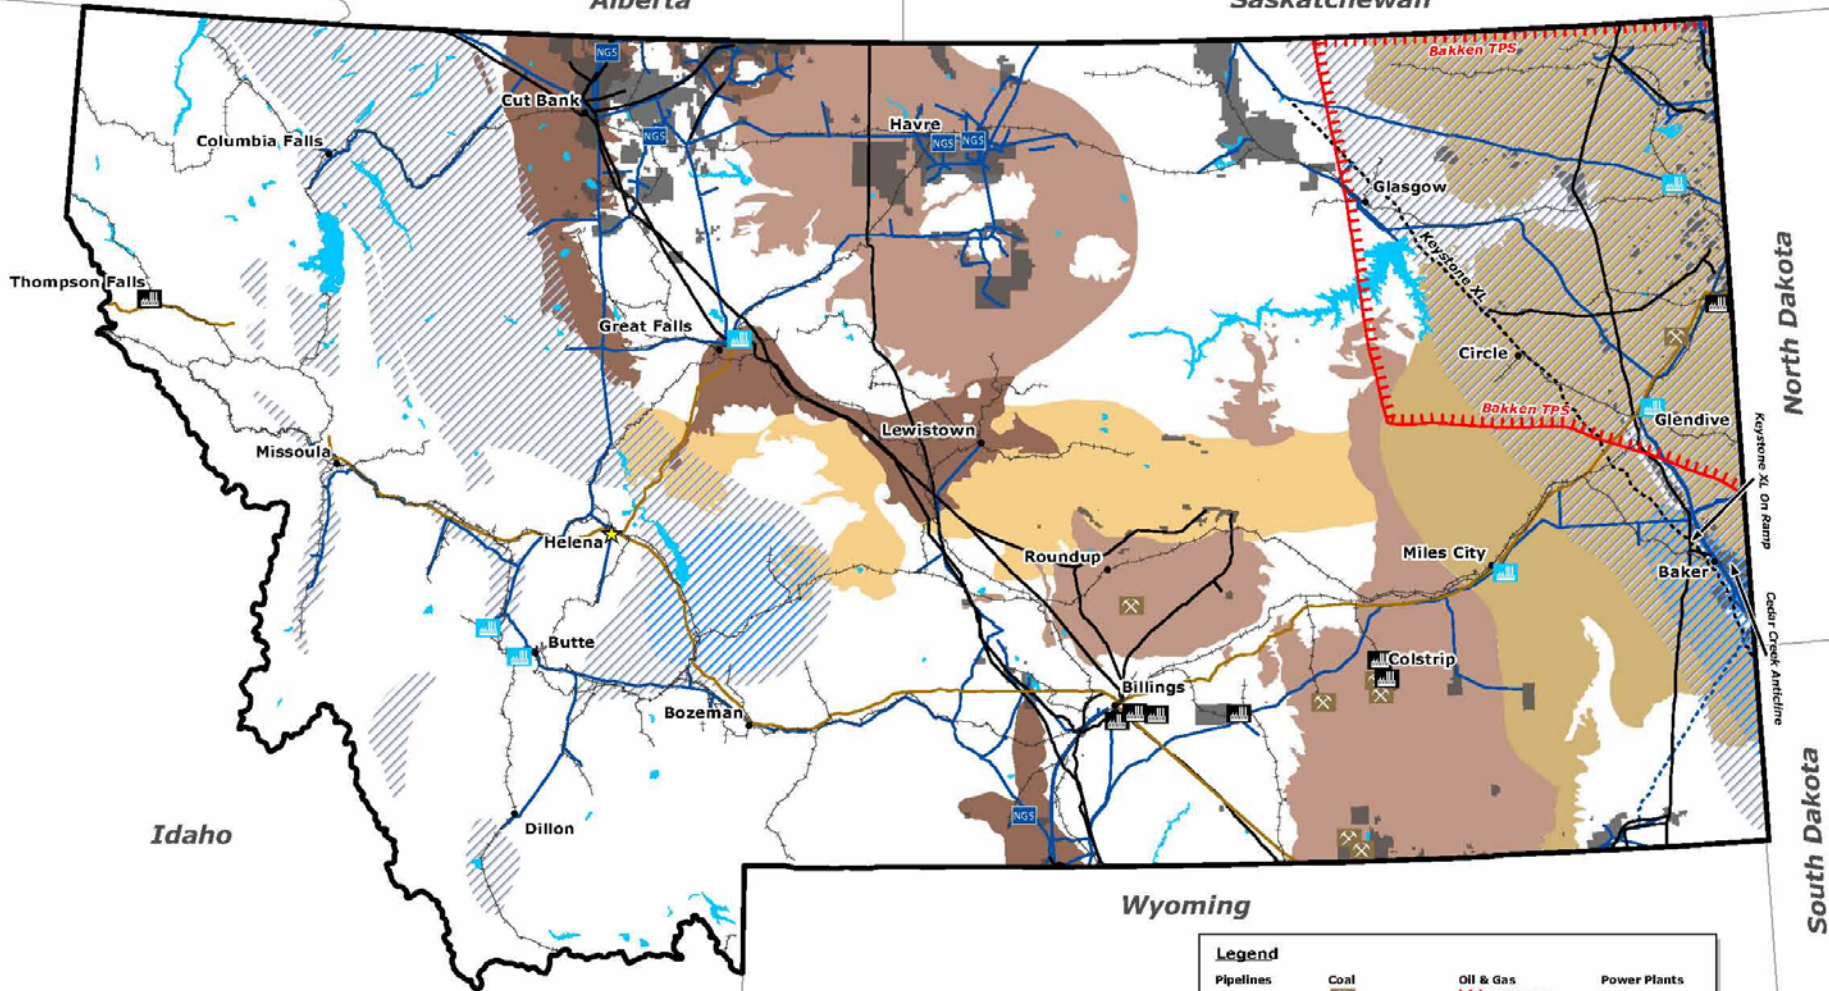 Alberta
Saskatchewan
NGS
Bakken TPS
Cut Bank
Havre
NGS
NGS
NGS
Columbia Falls
Glasgow
Keystone XL
Thompson Falls
North Dakota
Great Falls
Circle
Bakken TPS
Glendive
Lewistown
Missoula
Keystone XL On Ramp
Helena
Roundup
Miles City
Baker
Cedar Creek Anticline
Butte
Colstrip
Billings
Bozeman
NGS
Dillon
Idaho
South Dakota
Wyoming
Legend
Pipelines
Coal
Oil & Gas
Power Plants